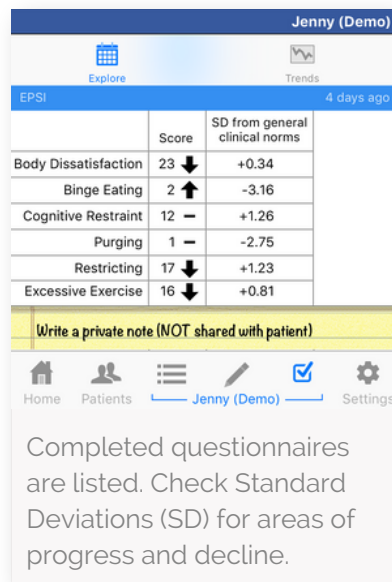 Jenny (Demo)
Explore Trends
EPSI 4 days ago
Score SD from general
clinical norms
Body Dissatisfaction 23 +0.34
Binge Eating 2 -3.16
Cognitive Restraint 12 – +1.26
Purging 1 – -2.75
Restricting 17 +1.23
Excessive Exercise 16 +0.81
Write a private note (NOT shared with patient)
Home Patients Jenny (Demo) Settings
Completed questionnaires
are listed. Check Standard
Deviations (SD) for areas of
progress and decline.